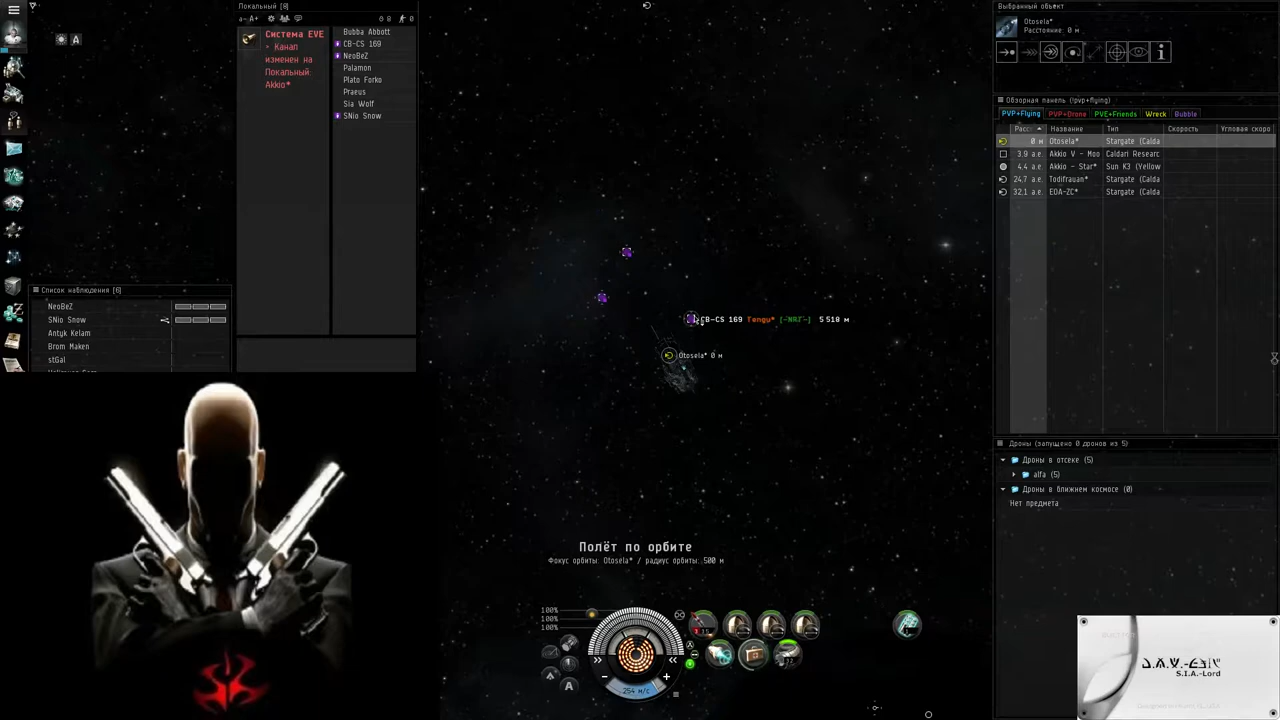 Локальный [8]
a- A+
0 8
0
Система EVE
• Канал
изменен на
Локальный:
Akkio*
Bubba Abbott
CB-CS 169
NeoBeZ
Palamon
Plato Forko
Praeus
Sia Wolf
SNio Snow
A
Список наблюдения [6]
NeoBeZ
SNio Snow
Antyk Kelam
Brom Maken
stGal
CB-CS 169 Tengu* (-NRT-) 5 518 м
Otosela* 0 м
Выбранный объект
Otosela*
Расстояние: 0 м
Обзорная панель (!pvp+flying)
PVP+Flying PVP+Drone PVE+Friends Wreck Bubble
Расс Название Тип Скорость Угловая скоро
0 м Otosela* Stargate (Calda
3,9 а.е. Akkio V - Moo Caldari Researc
4,4 а.е. Akkio - Star* Sun K3 (Yellow
24,7 а.е. Todifrauan* Stargate (Calda
32,1 а.е. EOA-ZC* Stargate (Calda
Дроны (запущено 0 дронов из 5)
Дроны в отсеке (5)
alfa (5)
Дроны в ближнем космосе (0)
Нет предмета
Полёт по орбите
Фокус орбиты: Otosela* / радиус орбиты: 500 м
100%
100%
100%
A
254 м/с
S.I.A.-Lord